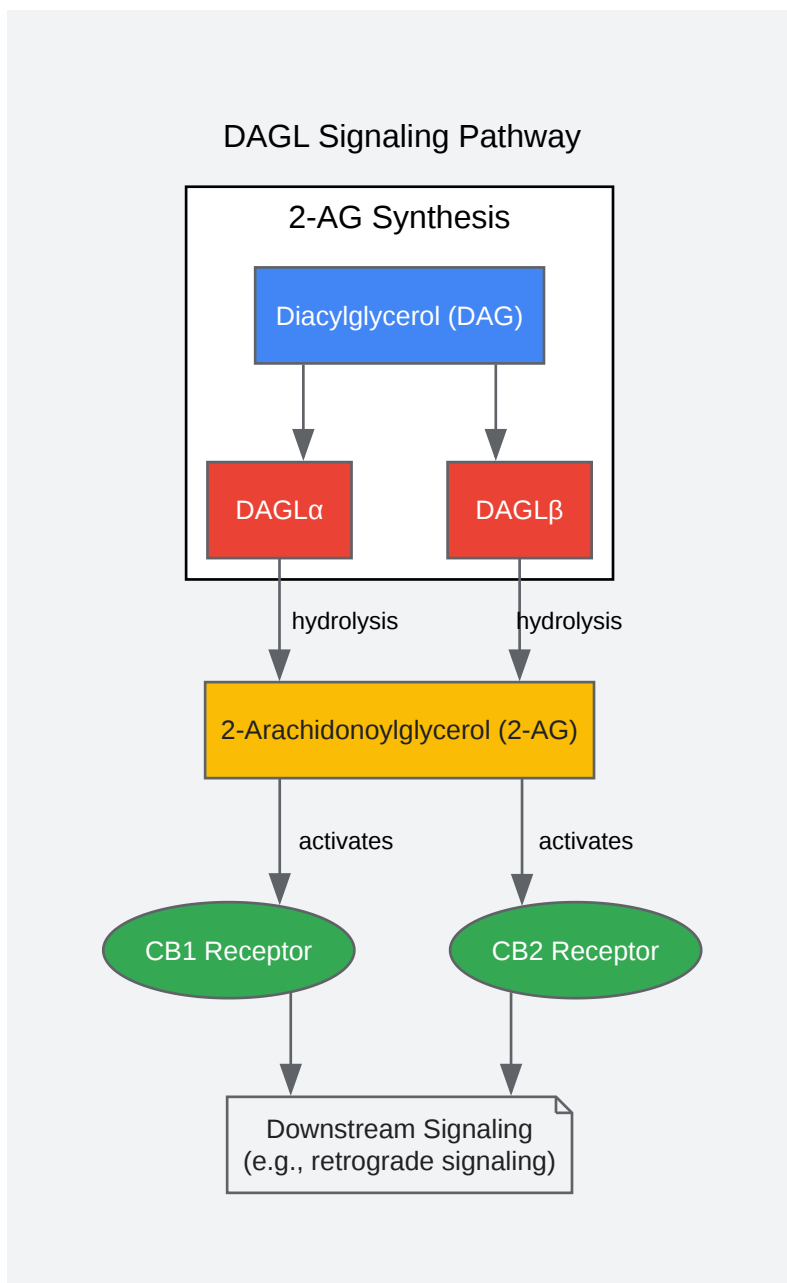 DAGL Signaling Pathway
2-AG Synthesis
Diacylglycerol (DAG)
DAGLα
DAGLβ
hydrolysis
hydrolysis
2-Arachidonoylglycerol (2-AG)
activates
activates
CB1 Receptor
CB2 Receptor
Downstream Signaling
(e.g., retrograde signaling)